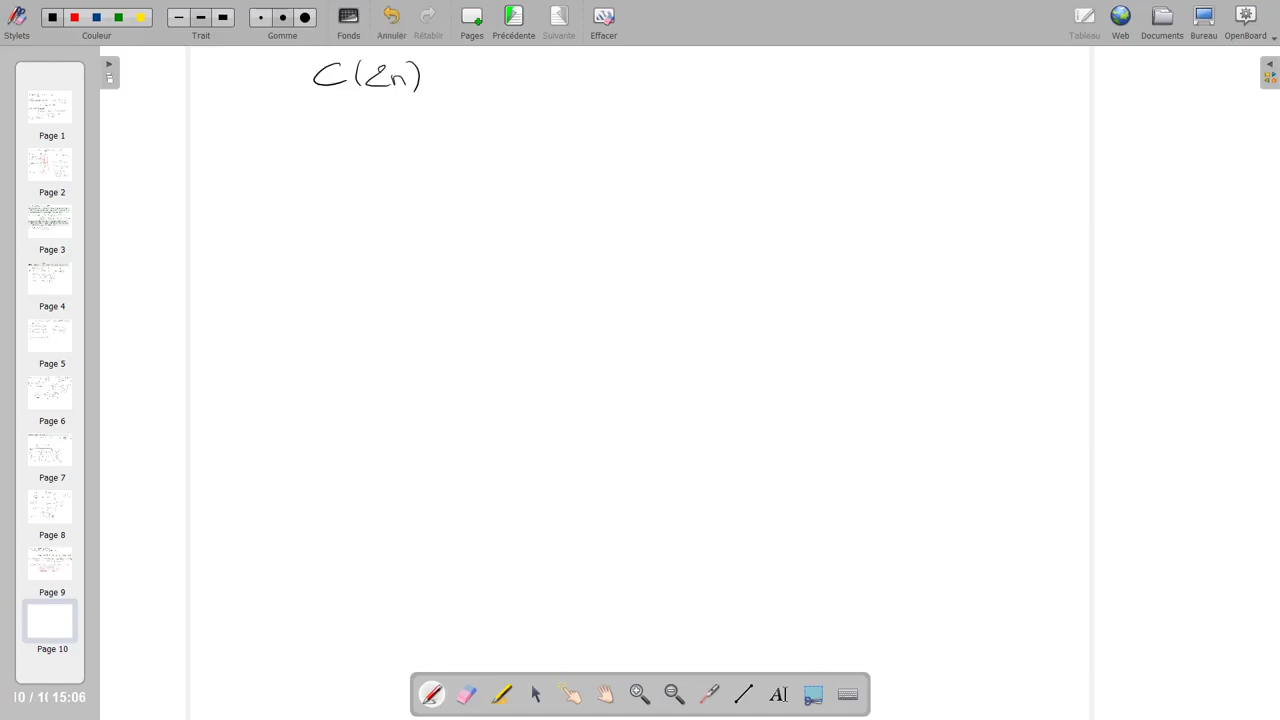 Stylets Couleur Trait Gomme Fonds Annuler Rétablir Pages Précédente Suivante Effacer Tableau Web Documents Bureau OpenBoard
C(2n)
Page 1
Page 2
Page 3
Page 4
Page 5
Page 6
Page 7
Page 8
Page 9
Page 10
15:06